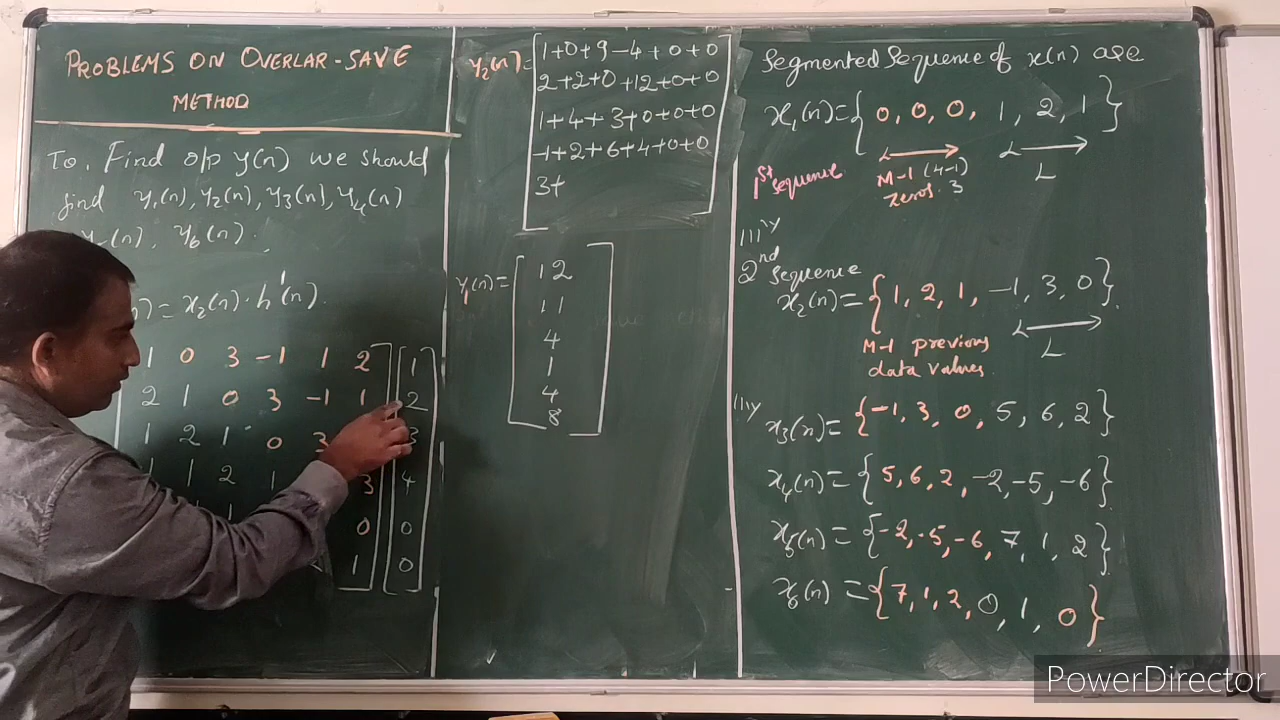 PROBLEMS ON OVERLAP-SAVE
METHOD
To, Find o/p y(n) we should
find y₁(n), y₂(n), y₃(n), y₄(n)
(n), y₆(n).
= x₂(n) · h'(n).
1 0 3 -1 1 2 1
2 1 0 3 -1 1 2
1 2 1 0 3 3
1 2 1 3 4
0 0
1 0
y₂(n) = 1+0+9-4+0+0
2+2+0+12+0+0
1+4+3+0+0+0
-1+2+6+4+0+0
3+
y₁(n) = 12
11
4
1
4
8
Segmented Sequence of x(n) are
x₁(n) = {0, 0, 0, 1, 2, 1}
1st sequence
M-1 (4-1)
zeros 3
L
IIIly
2nd sequence
x₂(n) = {1, 2, 1, -1, 3, 0}
M-1 previous
data values.
L
IIly
x₃(n) = {-1, 3, 0, 5, 6, 2}
x₄(n) = {5, 6, 2, -2, -5, -6}
x₅(n) = {-2, -5, -6, 7, 1, 2}
x₆(n) = {7, 1, 2, 0, 1, 0}
PowerDirector